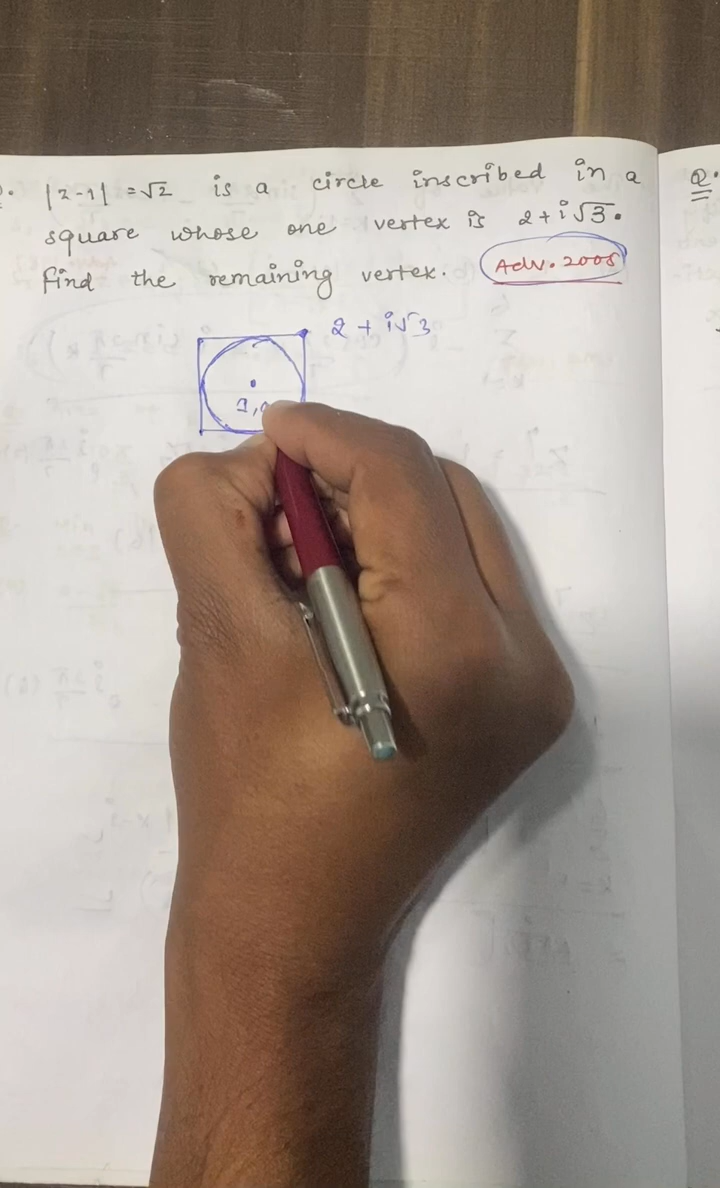 |z-1| = √2 is a circle inscribed in a Q.
square whose one vertex is 2+i√3.
Find the remaining vertex. Adv. 2005
2 + i√3
1,